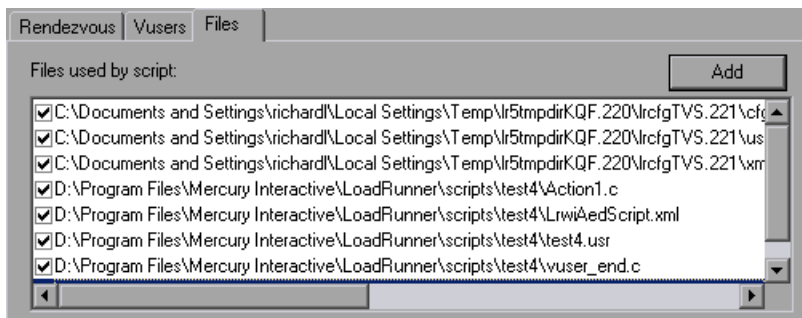 Rendezvous Vusers Files
Files used by script: Add
C:\Documents and Settings\richardl\Local Settings\Temp\lr5tmpdirKQF.220\lrcfgTVS.221\cfg
C:\Documents and Settings\richardl\Local Settings\Temp\lr5tmpdirKQF.220\lrcfgTVS.221\us
C:\Documents and Settings\richardl\Local Settings\Temp\lr5tmpdirKQF.220\lrcfgTVS.221\xm
D:\Program Files\Mercury Interactive\LoadRunner\scripts\test4\Action1.c
D:\Program Files\Mercury Interactive\LoadRunner\scripts\test4\LrwiAedScript.xml
D:\Program Files\Mercury Interactive\LoadRunner\scripts\test4\test4.usr
D:\Program Files\Mercury Interactive\LoadRunner\scripts\test4\vuser_end.c